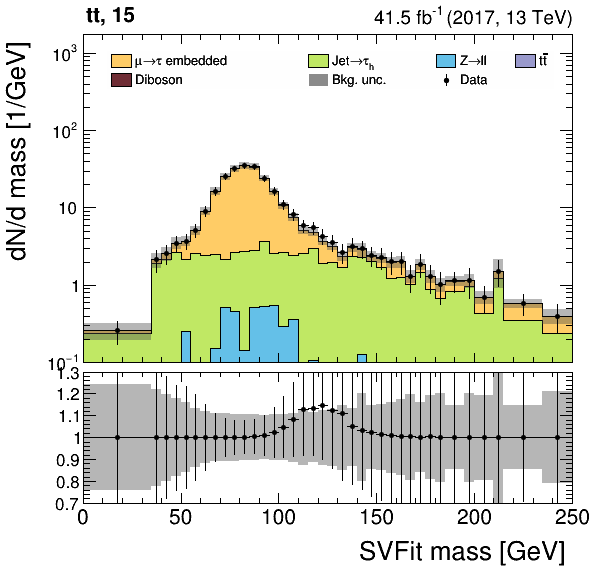 tt, 15
41.5 fb⁻¹ (2017, 13 TeV)
dN/d mass [1/GeV]
10³
10²
10
1
10⁻¹
μ→τ embedded
Jet→τₕ
Z→ll
tt̄
Diboson
Bkg. unc.
Data
1.3
1.2
1.1
1
0.9
0.8
0.7
0 50 100 150 200 250
SVFit mass [GeV]